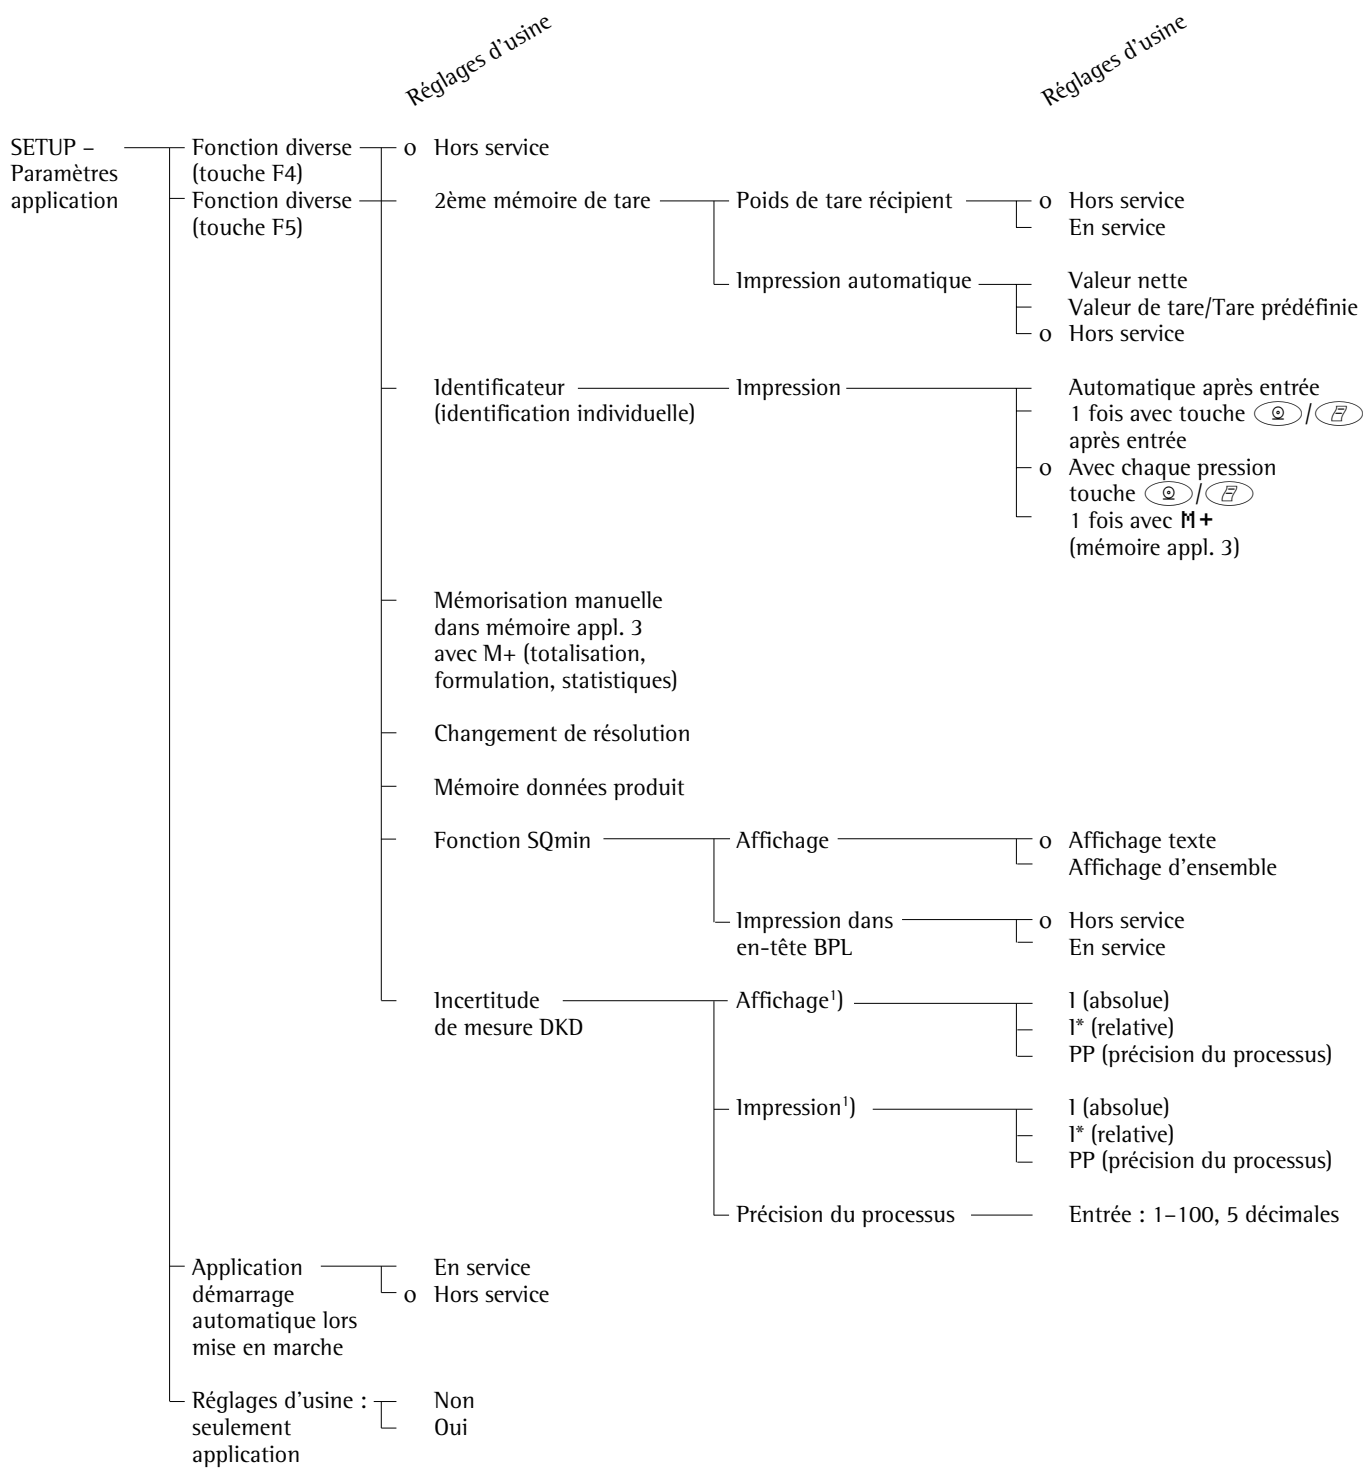 Réglages d'usine
Réglages d'usine
SETUP –
Paramètres
application
Fonction diverse
(touche F4)
Fonction diverse
(touche F5)
o Hors service
2ème mémoire de tare
Poids de tare récipient
o Hors service
En service
Impression automatique
Valeur nette
Valeur de tare/Tare prédéfinie
o Hors service
Identificateur
(identification individuelle)
Impression
Automatique après entrée
1 fois avec touche /
après entrée
o Avec chaque pression
touche /
1 fois avec M+
(mémoire appl. 3)
Mémorisation manuelle
dans mémoire appl. 3
avec M+ (totalisation,
formulation, statistiques)
Changement de résolution
Mémoire données produit
Fonction SQmin
Affichage
o Affichage texte
Affichage d'ensemble
Impression dans
en-tête BPL
o Hors service
En service
Incertitude
de mesure DKD
Affichage¹)
I (absolue)
I* (relative)
PP (précision du processus)
Impression¹)
I (absolue)
I* (relative)
PP (précision du processus)
Précision du processus
Entrée : 1–100, 5 décimales
Application
démarrage
automatique lors
mise en marche
En service
o Hors service
Réglages d'usine :
seulement
application
Non
Oui